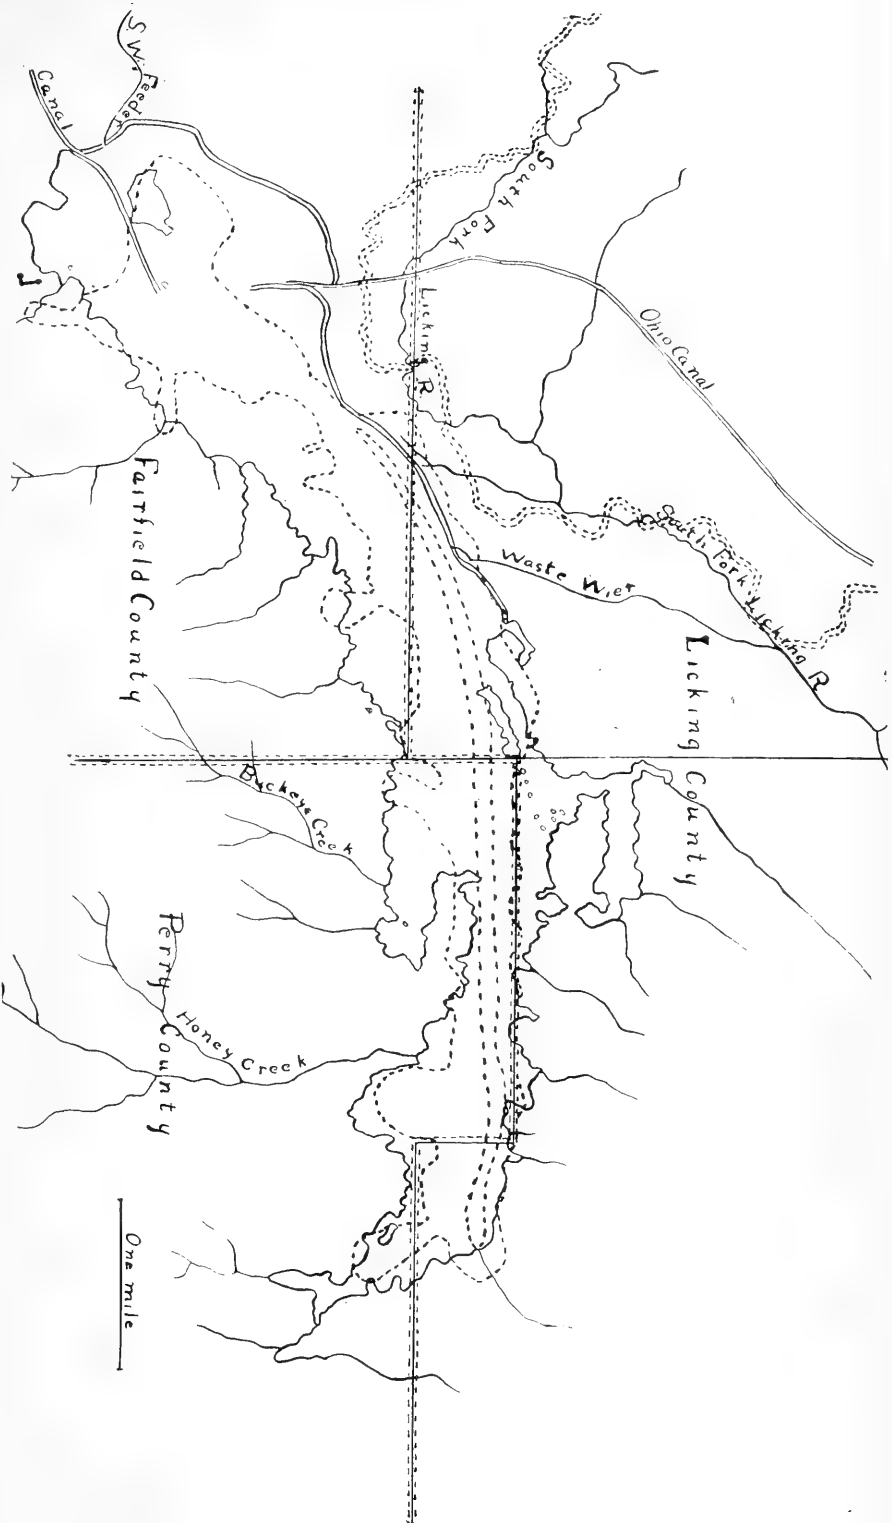 S. W. Feeder
Canal
South Fork
Licking R
Ohio Canal
South Fork Licking R
Waste Wier
Licking County
Fairfield County
Buckeye Creek
Perry County
Honey Creek
One mile